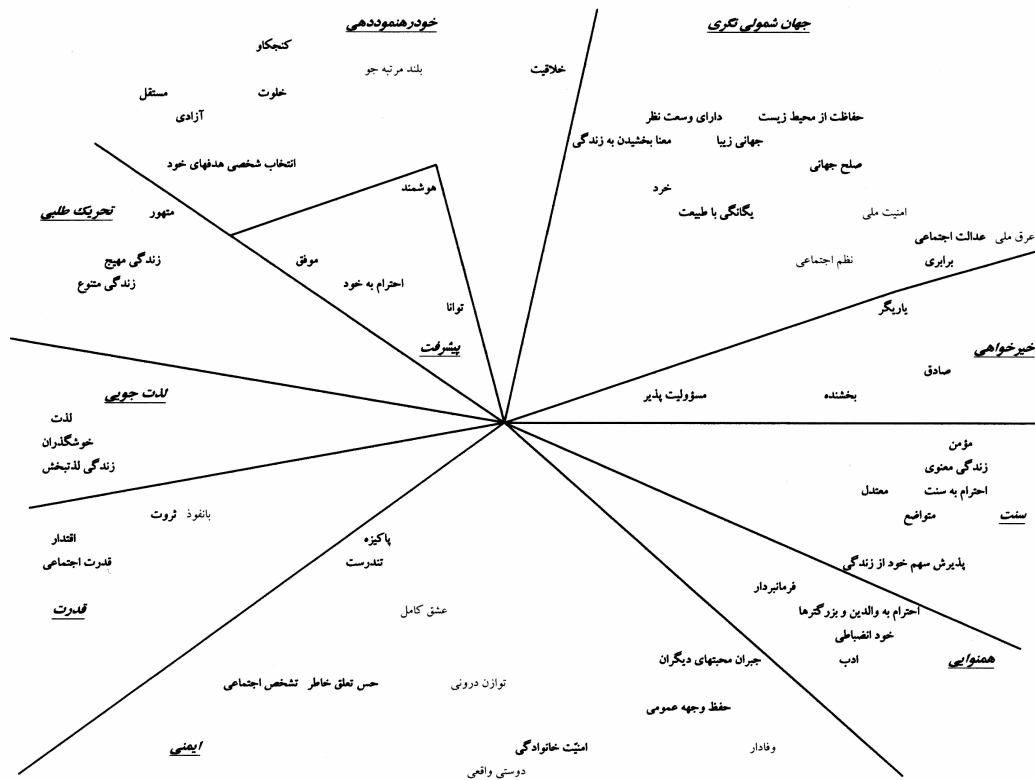 خودرهنموددهی
جهان شمولی نگری
کنجکاو
بلند مرتبه جو
خلاقیت
مستقل
خلوت
آزادی
حفاظت از محیط زیست
دارای وسعت نظر
جهانی زیبا
معنا بخشیدن به زندگی
انتخاب شخصی هدفهای خود
صلح جهانی
هوشمند
خرد
تحریک طلبی
متهور
یگانگی با طبیعت
امنیت ملی
عرق ملی
عدالت اجتماعی
زندگی مهیج
موفق
نظم اجتماعی
برابری
زندگی متنوع
احترام به خود
توانا
یاریگر
پیشرفت
خیرخواهی
صادق
لذت جویی
مسؤولیت پذیر
بخشنده
لذت
خوشگذران
مؤمن
زندگی لذتبخش
زندگی معنوی
احترام به سنت
معتدل
بانفوذ
ثروت
متواضع
سنت
اقتدار
پاکیزه
قدرت اجتماعی
تندرست
پذیرش سهم خود از زندگی
فرمانبردار
قدرت
عشق کامل
احترام به والدین و بزرگترها
خود انضباطی
جبران محبتهای دیگران
ادب
همنوایی
حس تعلق خاطر
تشخص اجتماعی
توازن درونی
حفظ وجهه عمومی
ایمنی
امنیّت خانوادگی
وفادار
دوستی واقعی